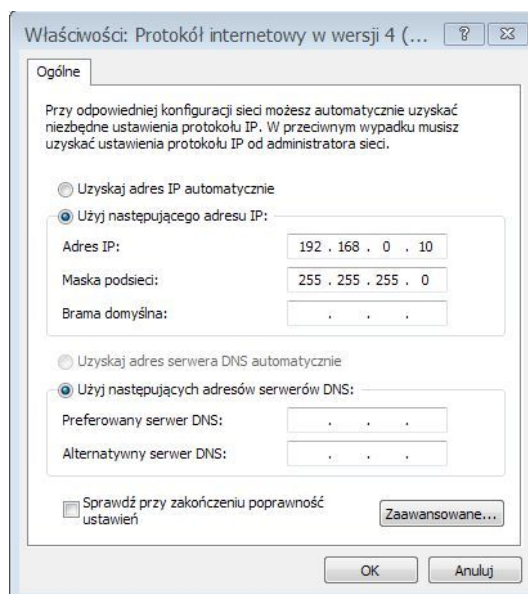 Właściwości: Protokół internetowy w wersji 4 (...
Ogólne
Przy odpowiedniej konfiguracji sieci możesz automatycznie uzyskać
niezbędne ustawienia protokołu IP. W przeciwnym wypadku musisz
uzyskać ustawienia protokołu IP od administratora sieci.
Uzyskaj adres IP automatycznie
Użyj następującego adresu IP:
Adres IP: 192 . 168 . 0 . 10
Maska podsieci: 255 . 255 . 255 . 0
Brama domyślna: . . .
Uzyskaj adres serwera DNS automatycznie
Użyj następujących adresów serwerów DNS:
Preferowany serwer DNS: . . .
Alternatywny serwer DNS: . . .
Sprawdź przy zakończeniu poprawność
ustawień
Zaawansowane...
OK Anuluj